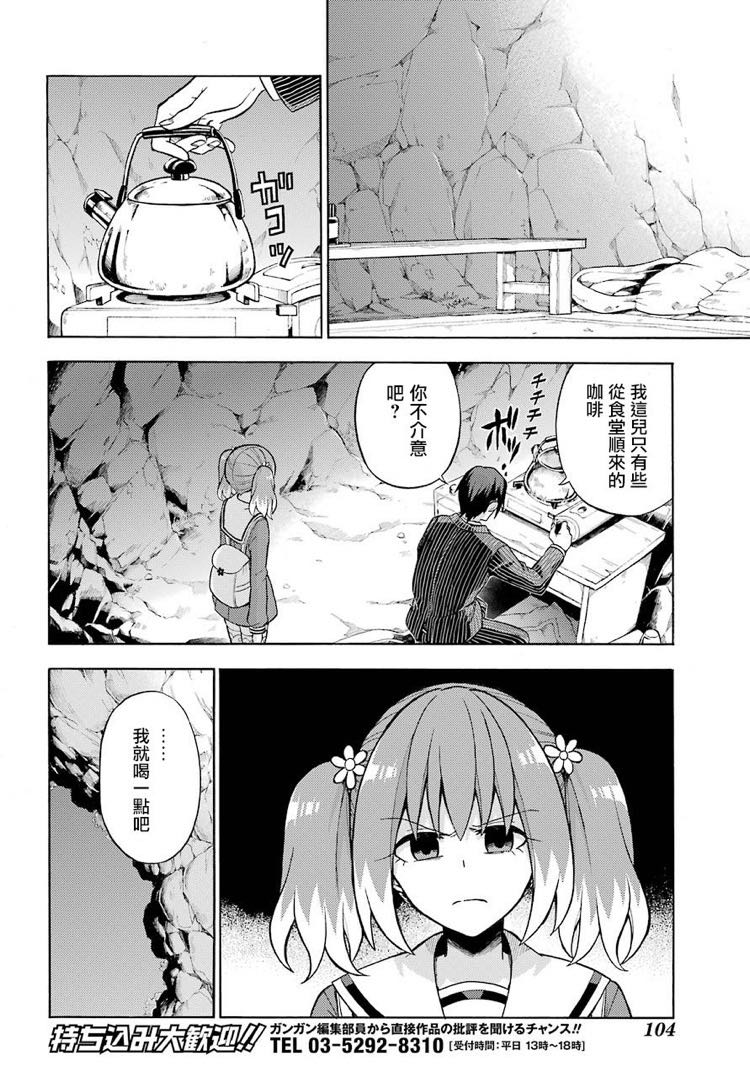 ガコッ
我這兒只有些
從食堂順來的
咖啡
チチチチ
ボッ
你不介意
吧？
……
我就喝一點吧
104
持ち込み大歓迎!!
ガンガン編集部員から直接作品の批評を聞けるチャンス!!
TEL 03-5292-8310 [受付時間：平日 13時～18時]